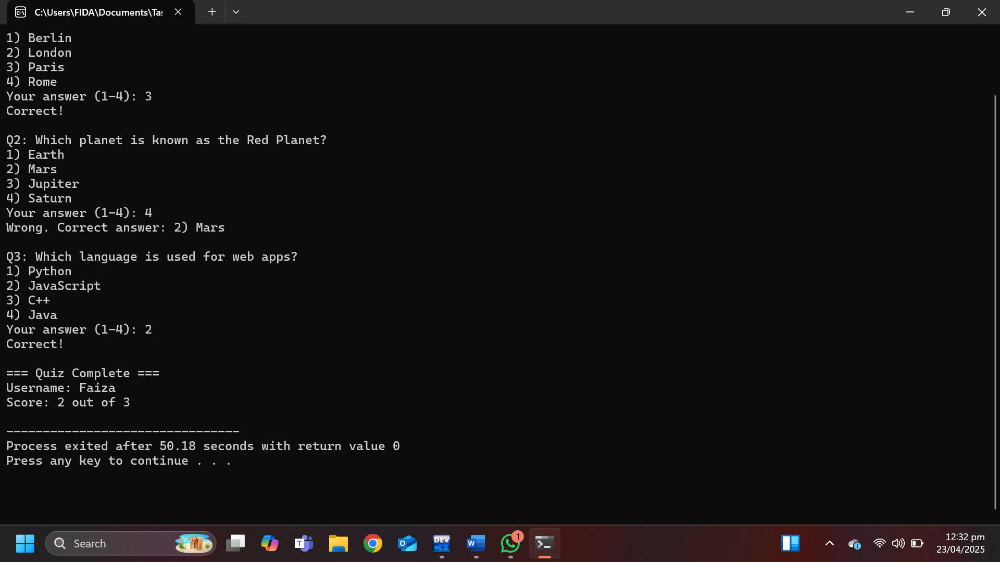 C:\Users\FIDA\Documents\Tas
1) Berlin
2) London
3) Paris
4) Rome
Your answer (1-4): 3
Correct!
Q2: Which planet is known as the Red Planet?
1) Earth
2) Mars
3) Jupiter
4) Saturn
Your answer (1-4): 4
Wrong. Correct answer: 2) Mars
Q3: Which language is used for web apps?
1) Python
2) JavaScript
3) C++
4) Java
Your answer (1-4): 2
Correct!
=== Quiz Complete ===
Username: Faiza
Score: 2 out of 3
--------------------------------
Process exited after 50.18 seconds with return value 0
Press any key to continue . . .
Search
DEV
C++
1
12:32 pm
23/04/2025